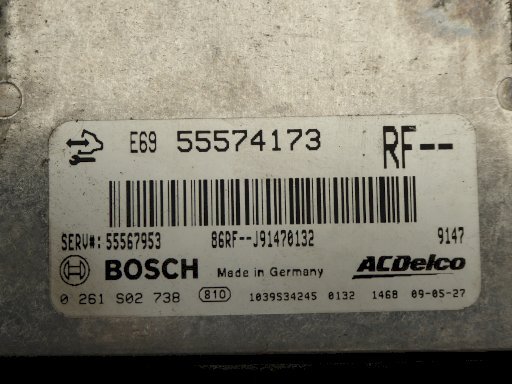 E69 55574173 RF--
SERV#: 55567953 86RF--J91470132 9147
BOSCH Made in Germany ACDelco
0 261 S02 738 810 1039S34245 0132 1468 09-05-27